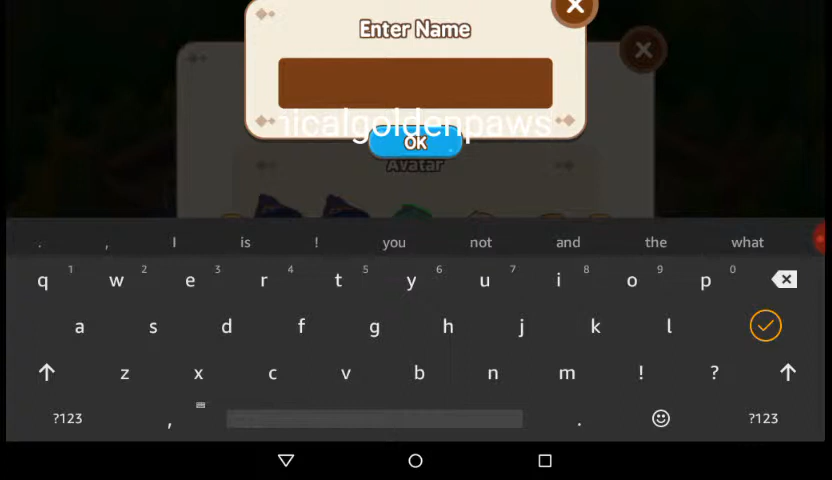 Enter Name
nicalgoldenpaws
OK
Avatar
. , I is ! you not and the what
q 1 w 2 e 3 r 4 t 5 y 6 u 7 i 8 o 9 p 0
a s d f g h j k l
z x c v b n m ! ?
?123 , . ?123